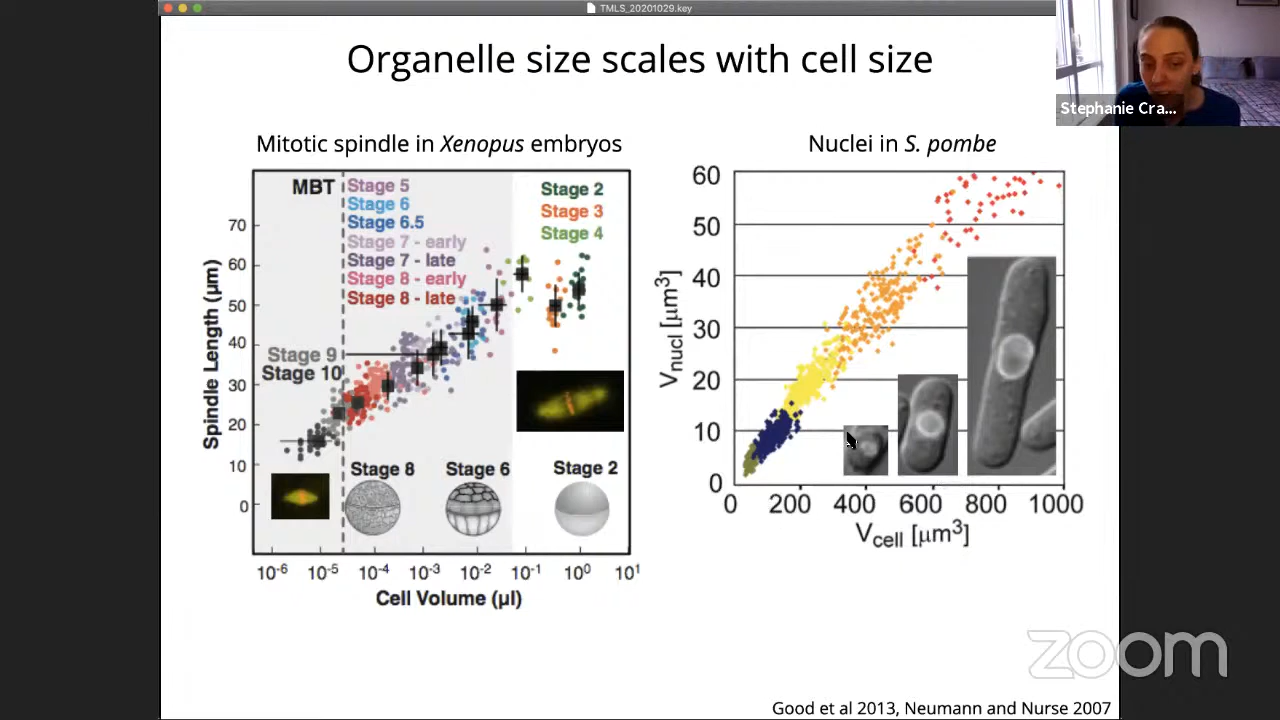 TMLS_20201029.key
Organelle size scales with cell size
Stephanie Cra...
Mitotic spindle in Xenopus embryos
MBT
Stage 5
Stage 6
Stage 6.5
Stage 7 - early
Stage 7 - late
Stage 8 - early
Stage 8 - late
Stage 2
Stage 3
Stage 4
Stage 9
Stage 10
Spindle Length (μm)
70
60
50
40
30
20
10
0
Stage 8
Stage 6
Stage 2
10⁻⁶ 10⁻⁵ 10⁻⁴ 10⁻³ 10⁻² 10⁻¹ 10⁰ 10¹
Cell Volume (μl)
Nuclei in S. pombe
Vnucl [μm³]
60
50
40
30
20
10
0
0 200 400 600 800 1000
Vcell [μm³]
zoom
Good et al 2013, Neumann and Nurse 2007